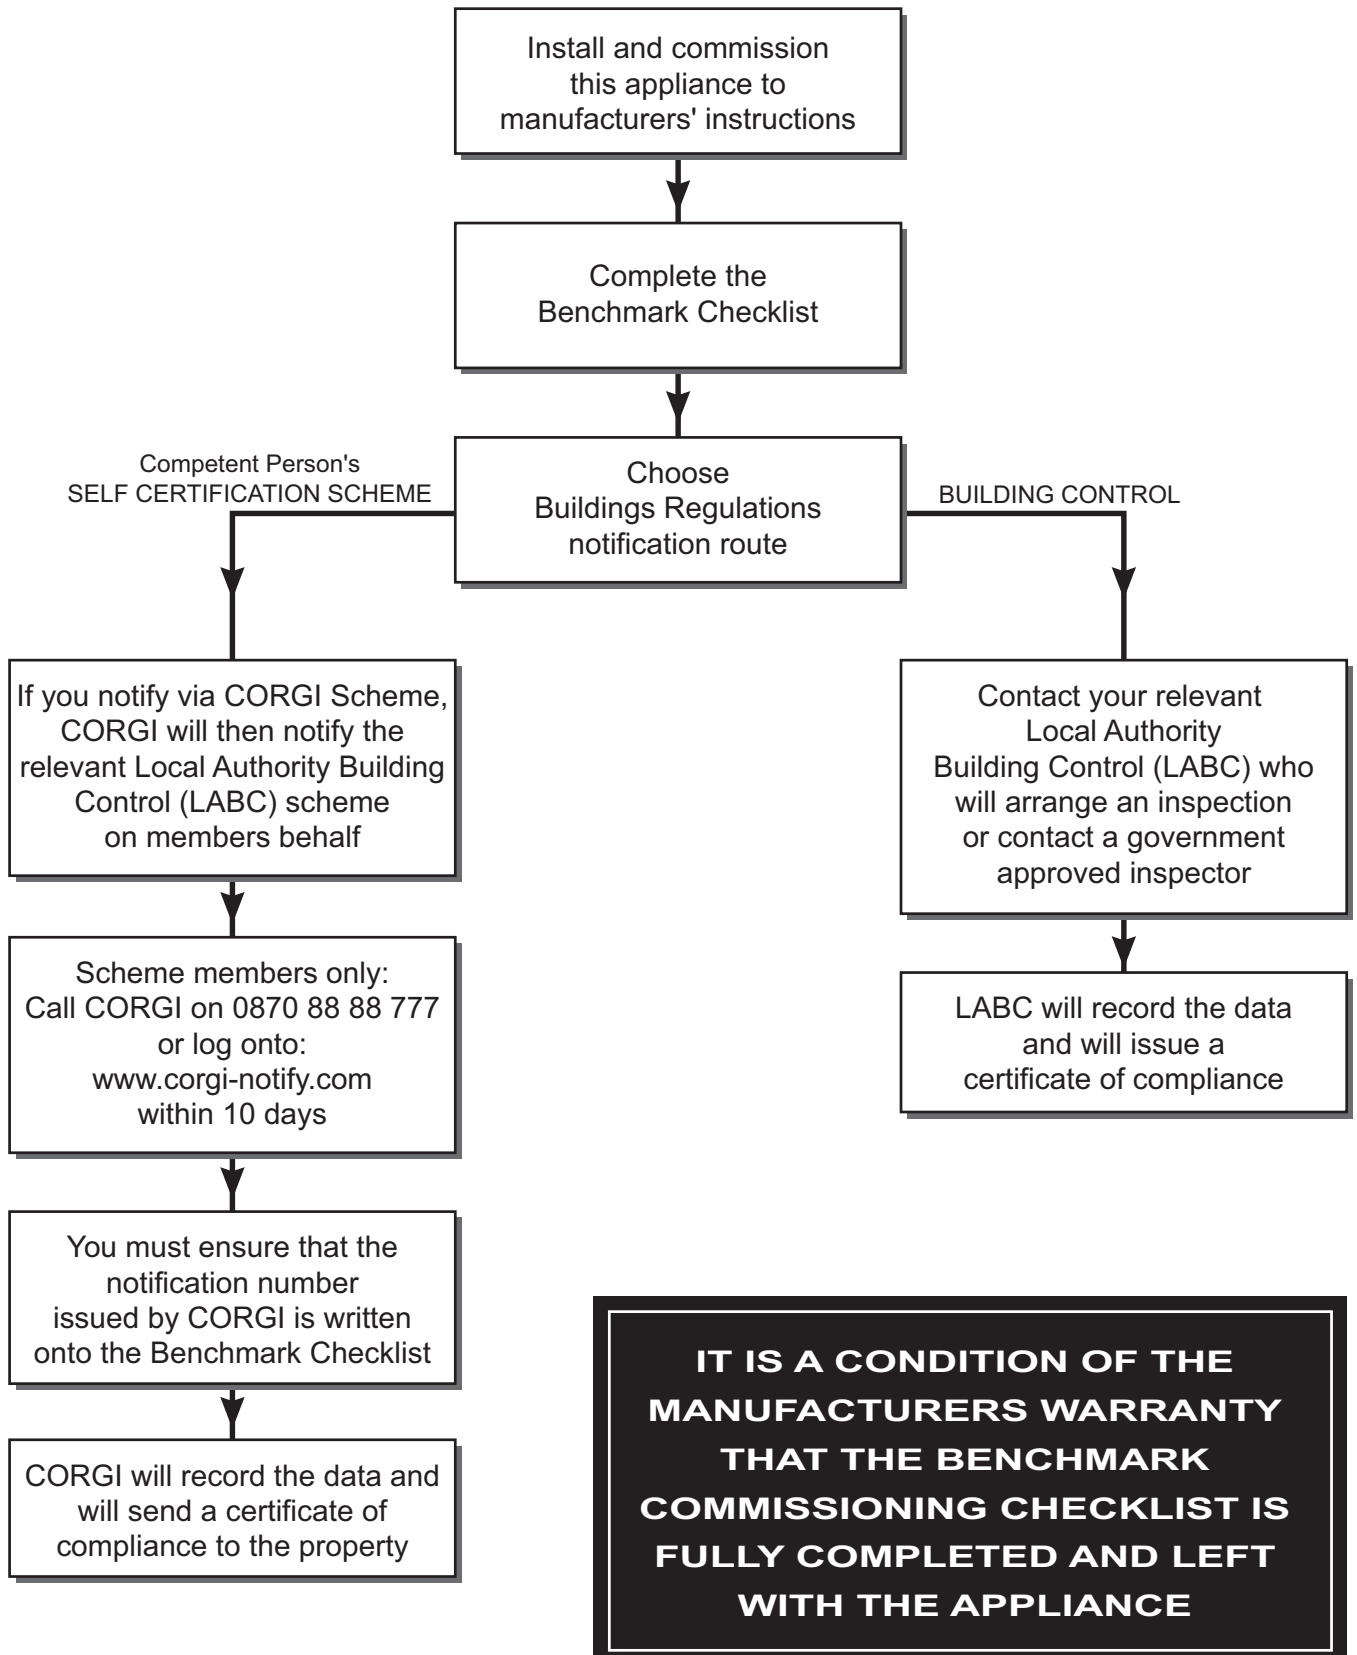 Install and commission
this appliance to
manufacturers' instructions
Complete the
Benchmark Checklist
Choose
Buildings Regulations
notification route
Competent Person's
SELF CERTIFICATION SCHEME
BUILDING CONTROL
If you notify via CORGI Scheme,
CORGI will then notify the
relevant Local Authority Building
Control (LABC) scheme
on members behalf
Scheme members only:
Call CORGI on 0870 88 88 777
or log onto:
www.corgi-notify.com
within 10 days
You must ensure that the
notification number
issued by CORGI is written
onto the Benchmark Checklist
CORGI will record the data and
will send a certificate of
compliance to the property
Contact your relevant
Local Authority
Building Control (LABC) who
will arrange an inspection
or contact a government
approved inspector
LABC will record the data
and will issue a
certificate of compliance
IT IS A CONDITION OF THE
MANUFACTURERS WARRANTY
THAT THE BENCHMARK
COMMISSIONING CHECKLIST IS
FULLY COMPLETED AND LEFT
WITH THE APPLIANCE